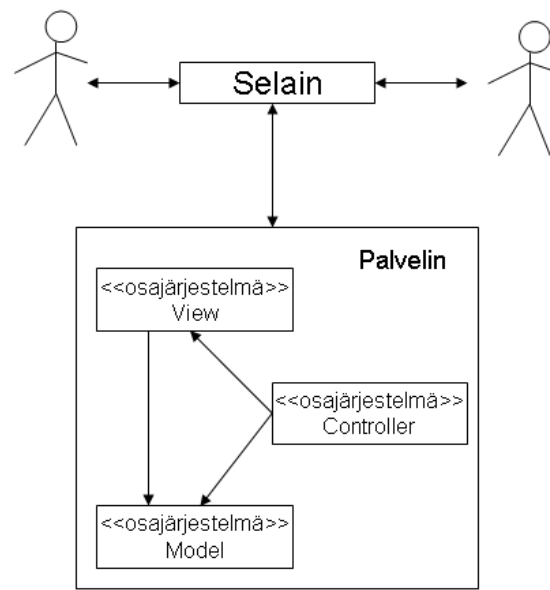 Selain
Palvelin
<<osajärjestelmä>>
View
<<osajärjestelmä>>
Controller
<<osajärjestelmä>>
Model